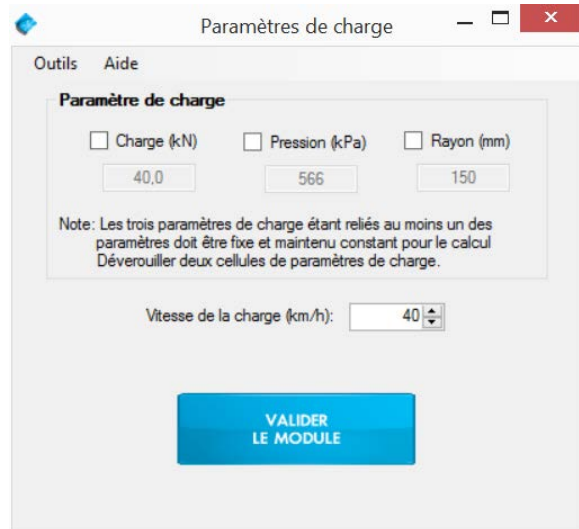 Paramètres de charge
Outils Aide
Paramètre de charge
Charge (kN) Pression (kPa) Rayon (mm)
40,0 566 150
Note: Les trois paramètres de charge étant reliés au moins un des
paramètres doit être fixe et maintenu constant pour le calcul
Déverouiller deux cellules de paramètres de charge.
Vitesse de la charge (km/h): 40
VALIDER
LE MODULE